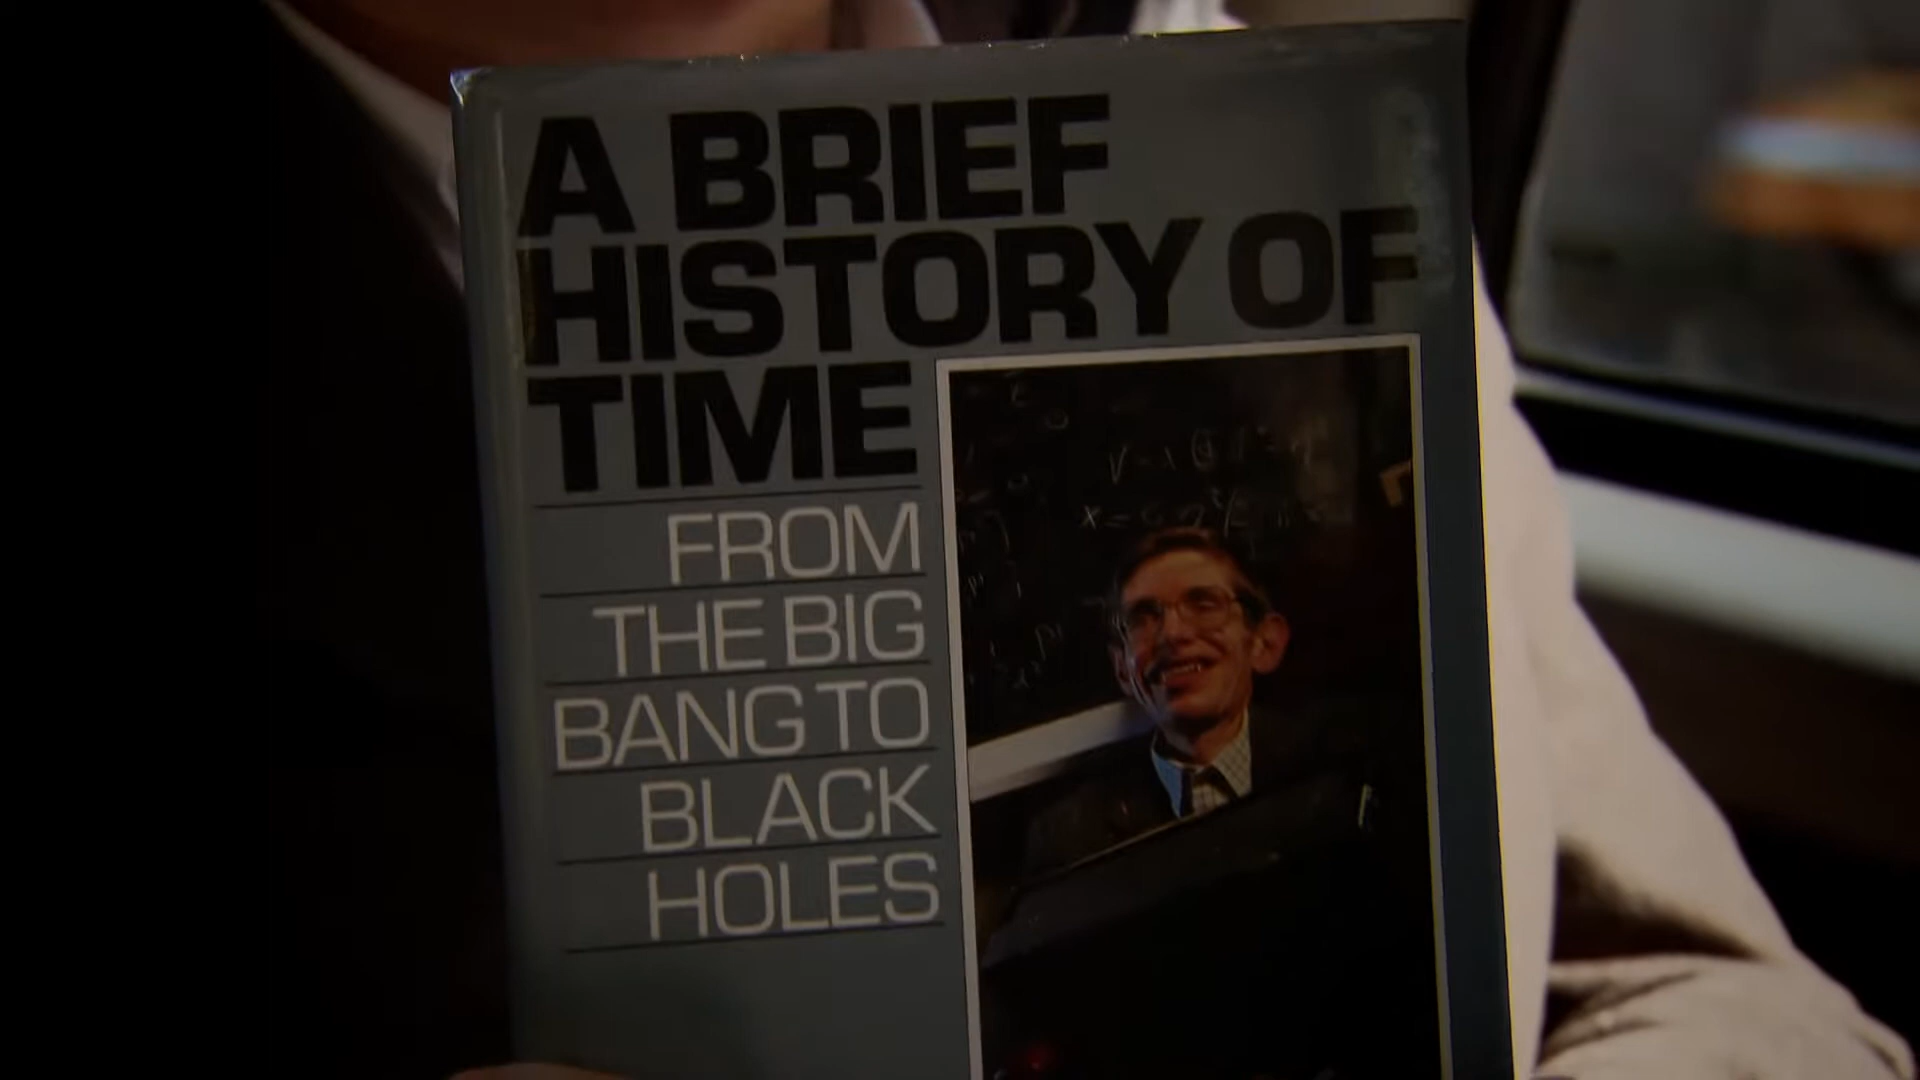 A BRIEF
HISTORY OF
TIME
FROM
THE BIG
BANG TO
BLACK
HOLES